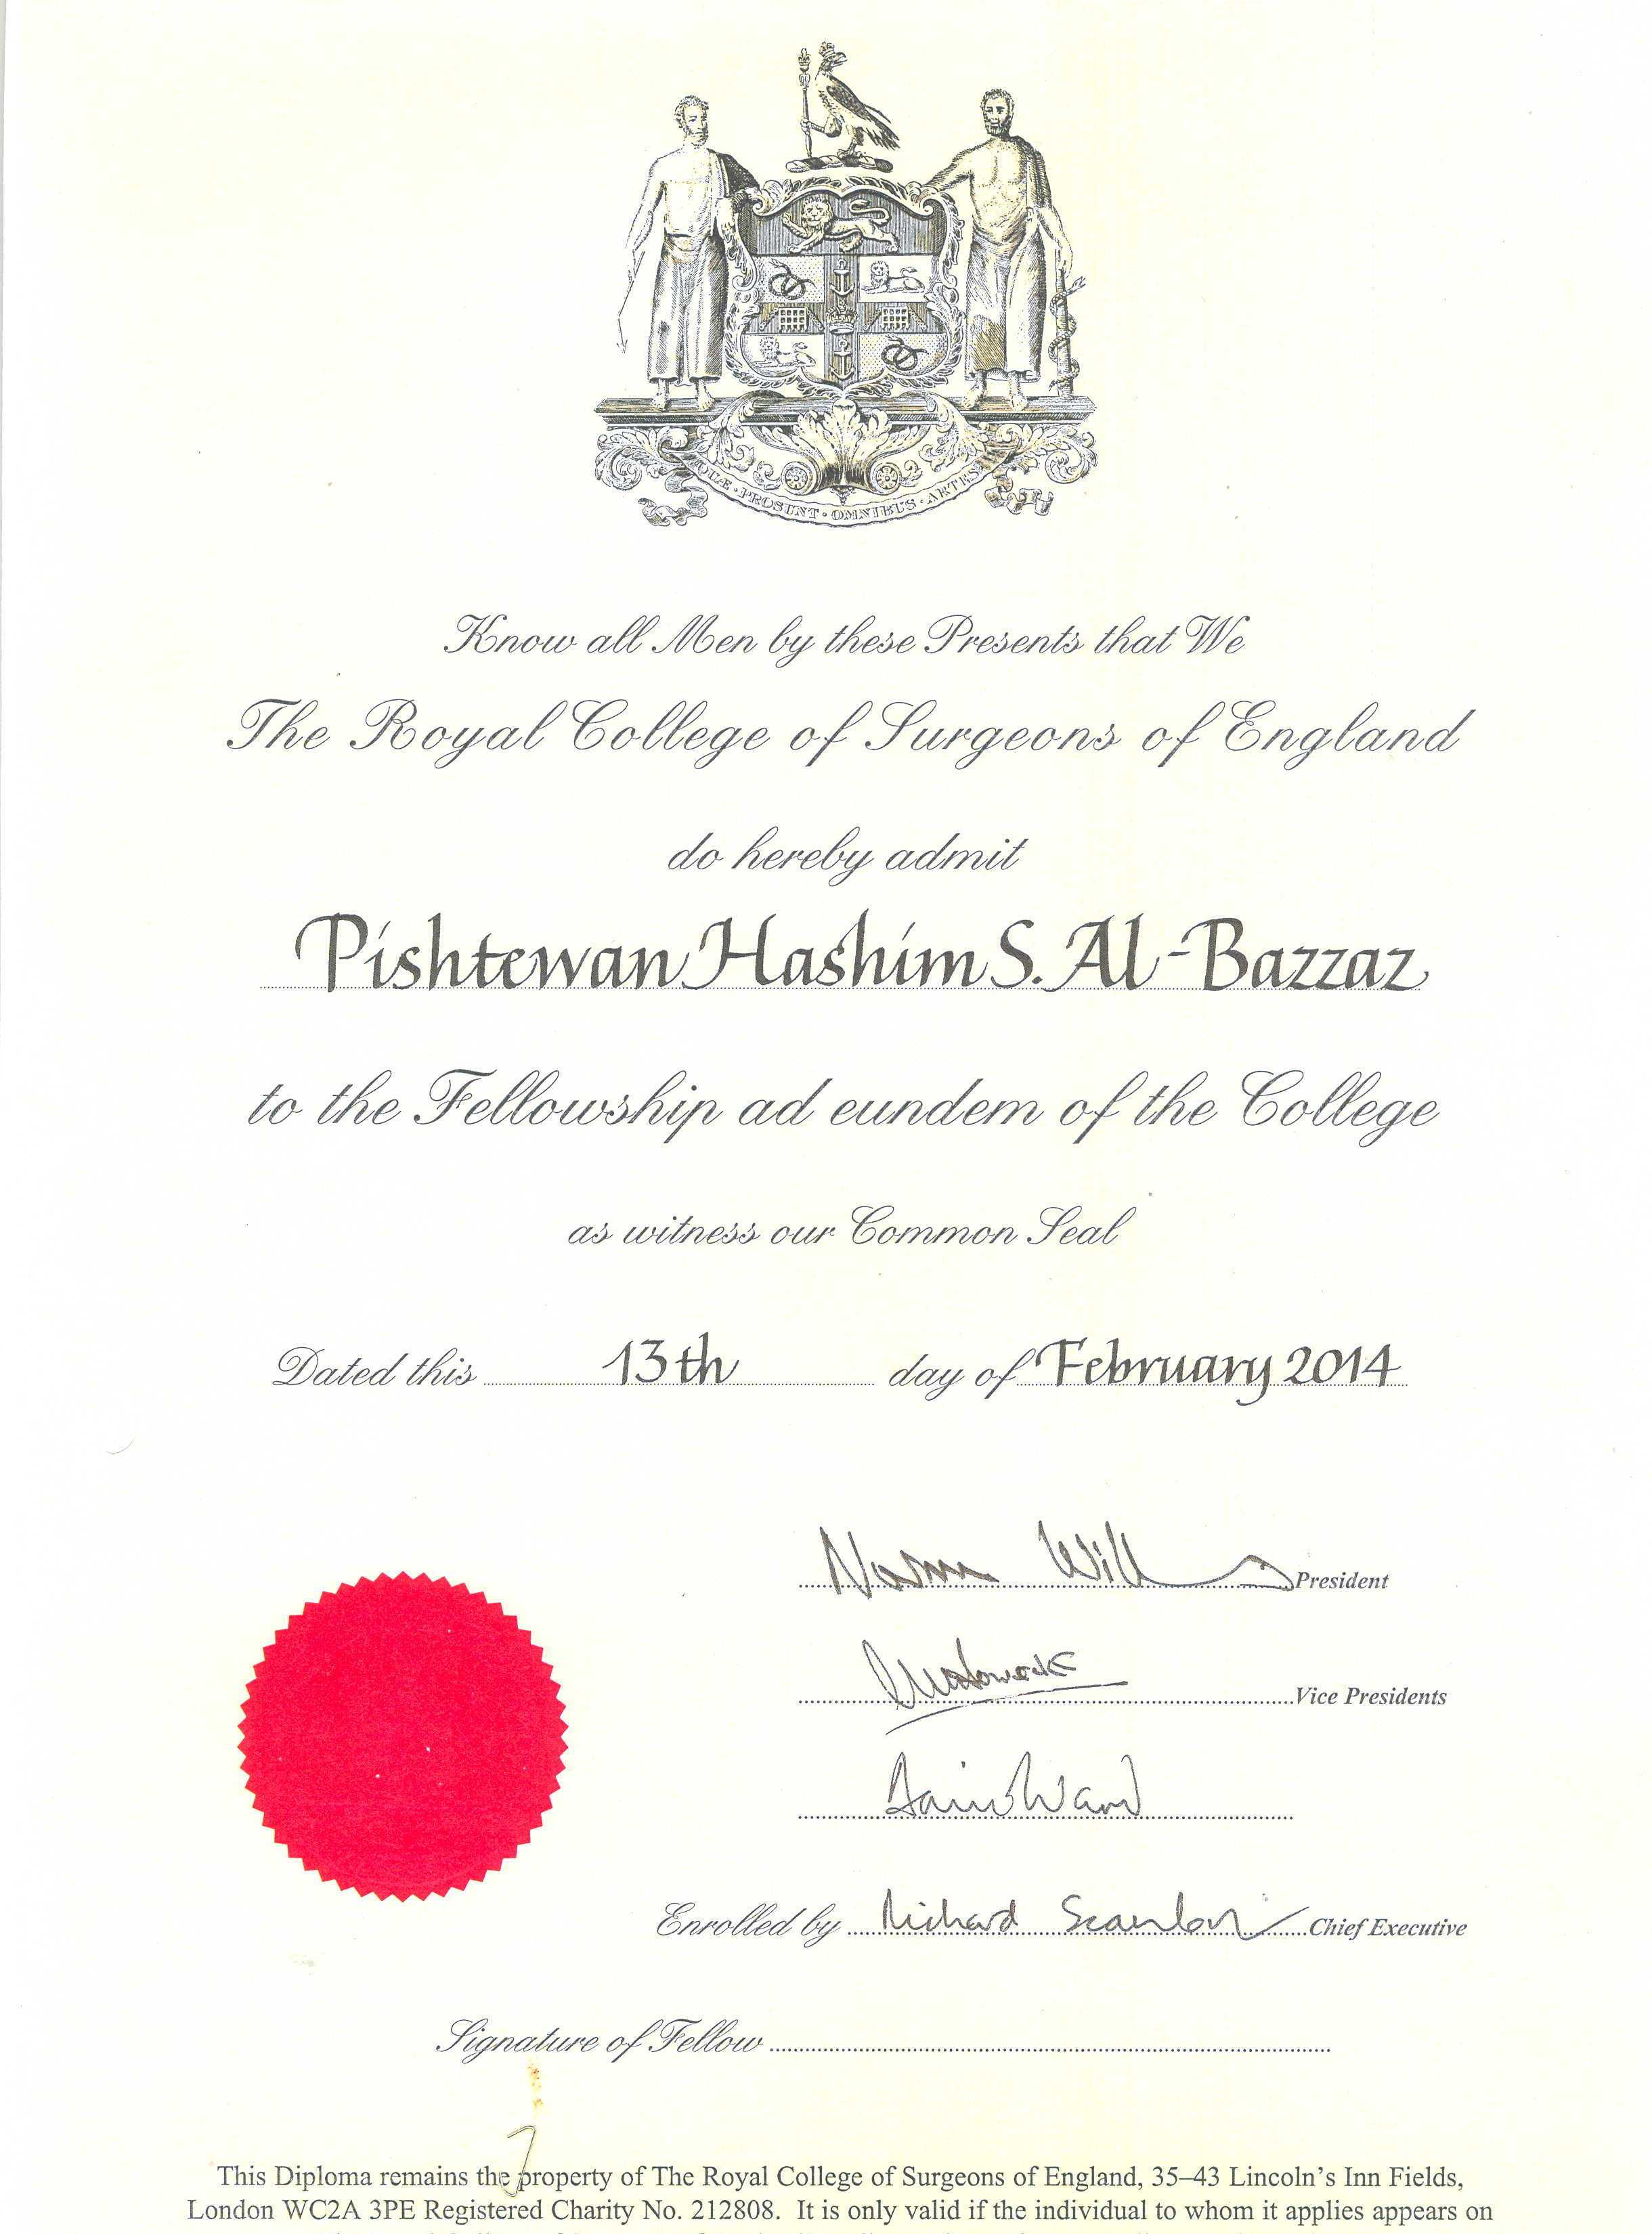 QUÆ · PROSUNT · OMNIBUS · ARTES
Know all Men by these Presents that We
The Royal College of Surgeons of England
do hereby admit
Pishtewan Hashim S. Al-Bazzaz
to the Fellowship ad eundem of the College
as witness our Common Seal
Dated this 13th day of February 2014
President
Vice Presidents
Enrolled by Richard Scanlon Chief Executive
Signature of Fellow
This Diploma remains the property of The Royal College of Surgeons of England, 35–43 Lincoln's Inn Fields,
London WC2A 3PE Registered Charity No. 212808. It is only valid if the individual to whom it applies appears on